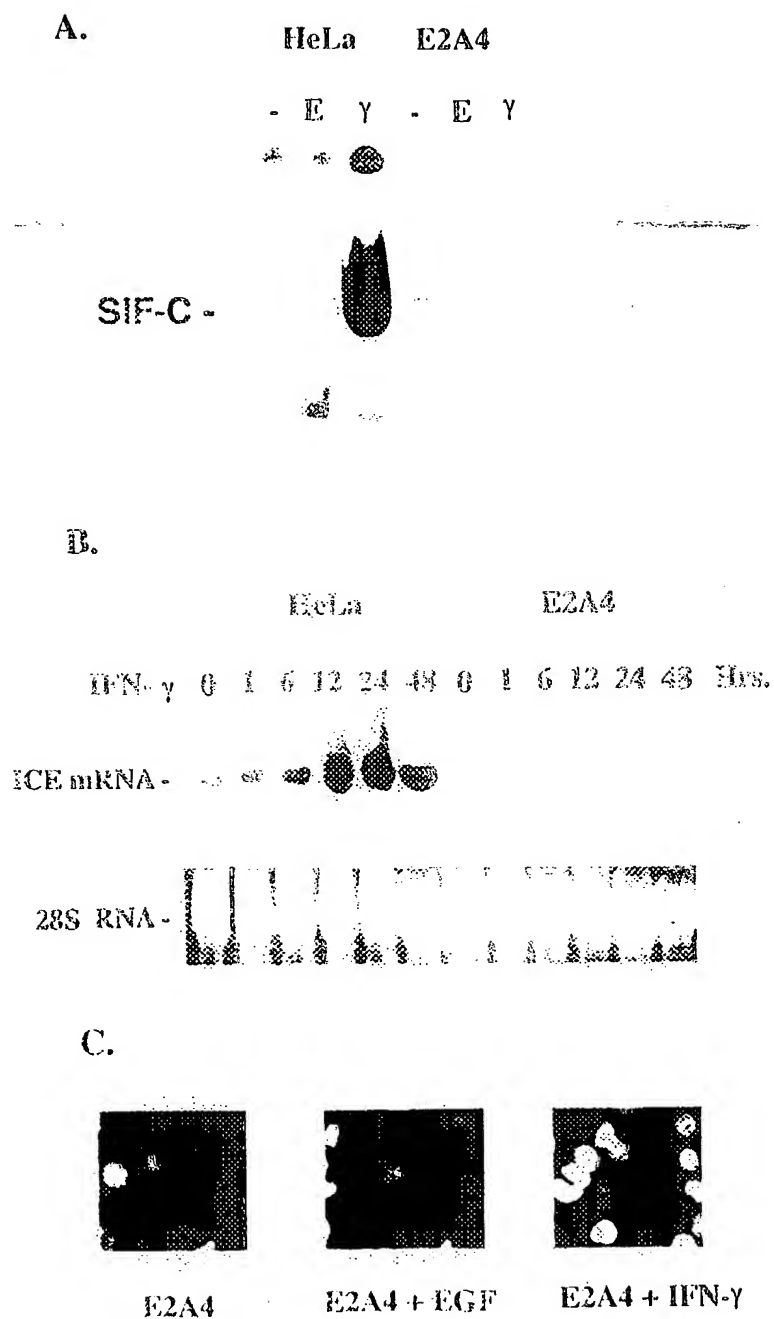 A.
HeLa E2A4
- E γ - E γ
SIF-C -
B.
HeLa E2A4
IFN-γ 0 1 6 12 24 48 0 1 6 12 24 48 Hrs.
ICE mRNA -
28S RNA -
C.
E2A4 E2A4 + EGF E2A4 + IFN-γ